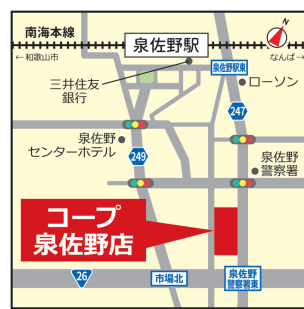 南海本線
泉佐野駅
N
←和歌山市
なんば→
泉佐野駅東
三井住友
銀行
ローソン
247
泉佐野
センターホテル
249
泉佐野
警察署
コープ
泉佐野店
26
市場北
泉佐野
警察署東